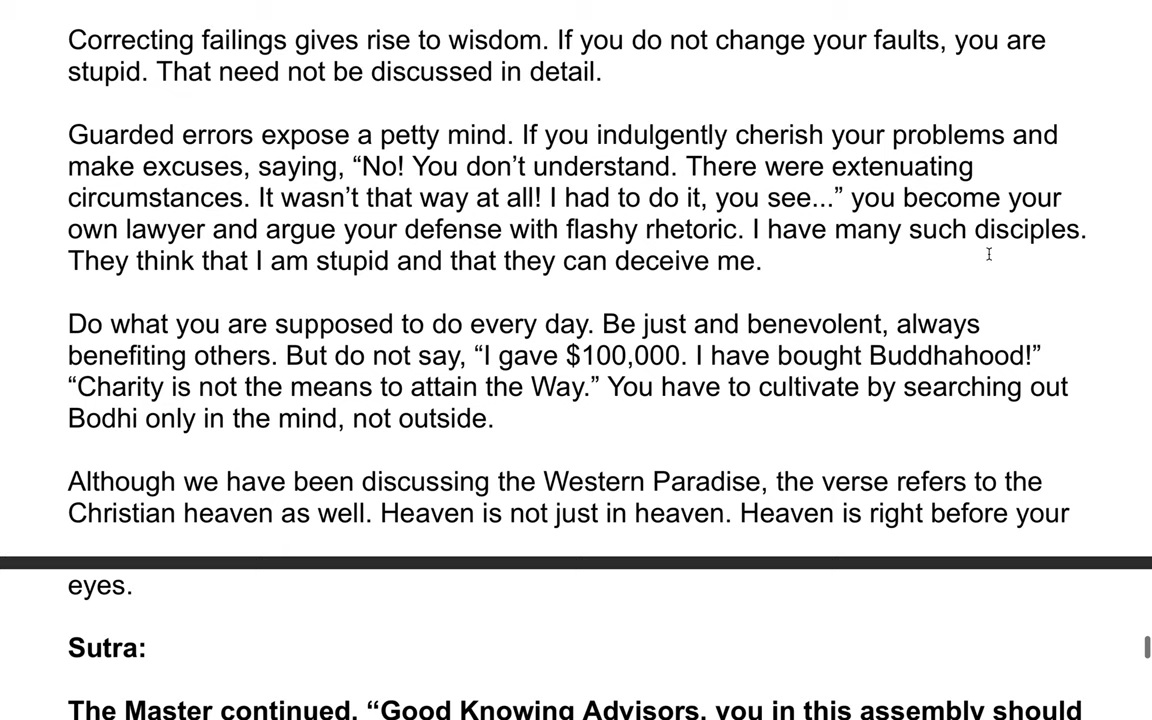 Correcting failings gives rise to wisdom. If you do not change your faults, you are
stupid. That need not be discussed in detail.
Guarded errors expose a petty mind. If you indulgently cherish your problems and
make excuses, saying, “No! You don’t understand. There were extenuating
circumstances. It wasn’t that way at all! I had to do it, you see...” you become your
own lawyer and argue your defense with flashy rhetoric. I have many such disciples.
They think that I am stupid and that they can deceive me.
Do what you are supposed to do every day. Be just and benevolent, always
benefiting others. But do not say, “I gave $100,000. I have bought Buddhahood!”
“Charity is not the means to attain the Way.” You have to cultivate by searching out
Bodhi only in the mind, not outside.
Although we have been discussing the Western Paradise, the verse refers to the
Christian heaven as well. Heaven is not just in heaven. Heaven is right before your
eyes.
Sutra:
The Master continued, “Good Knowing Advisors, you in this assembly should